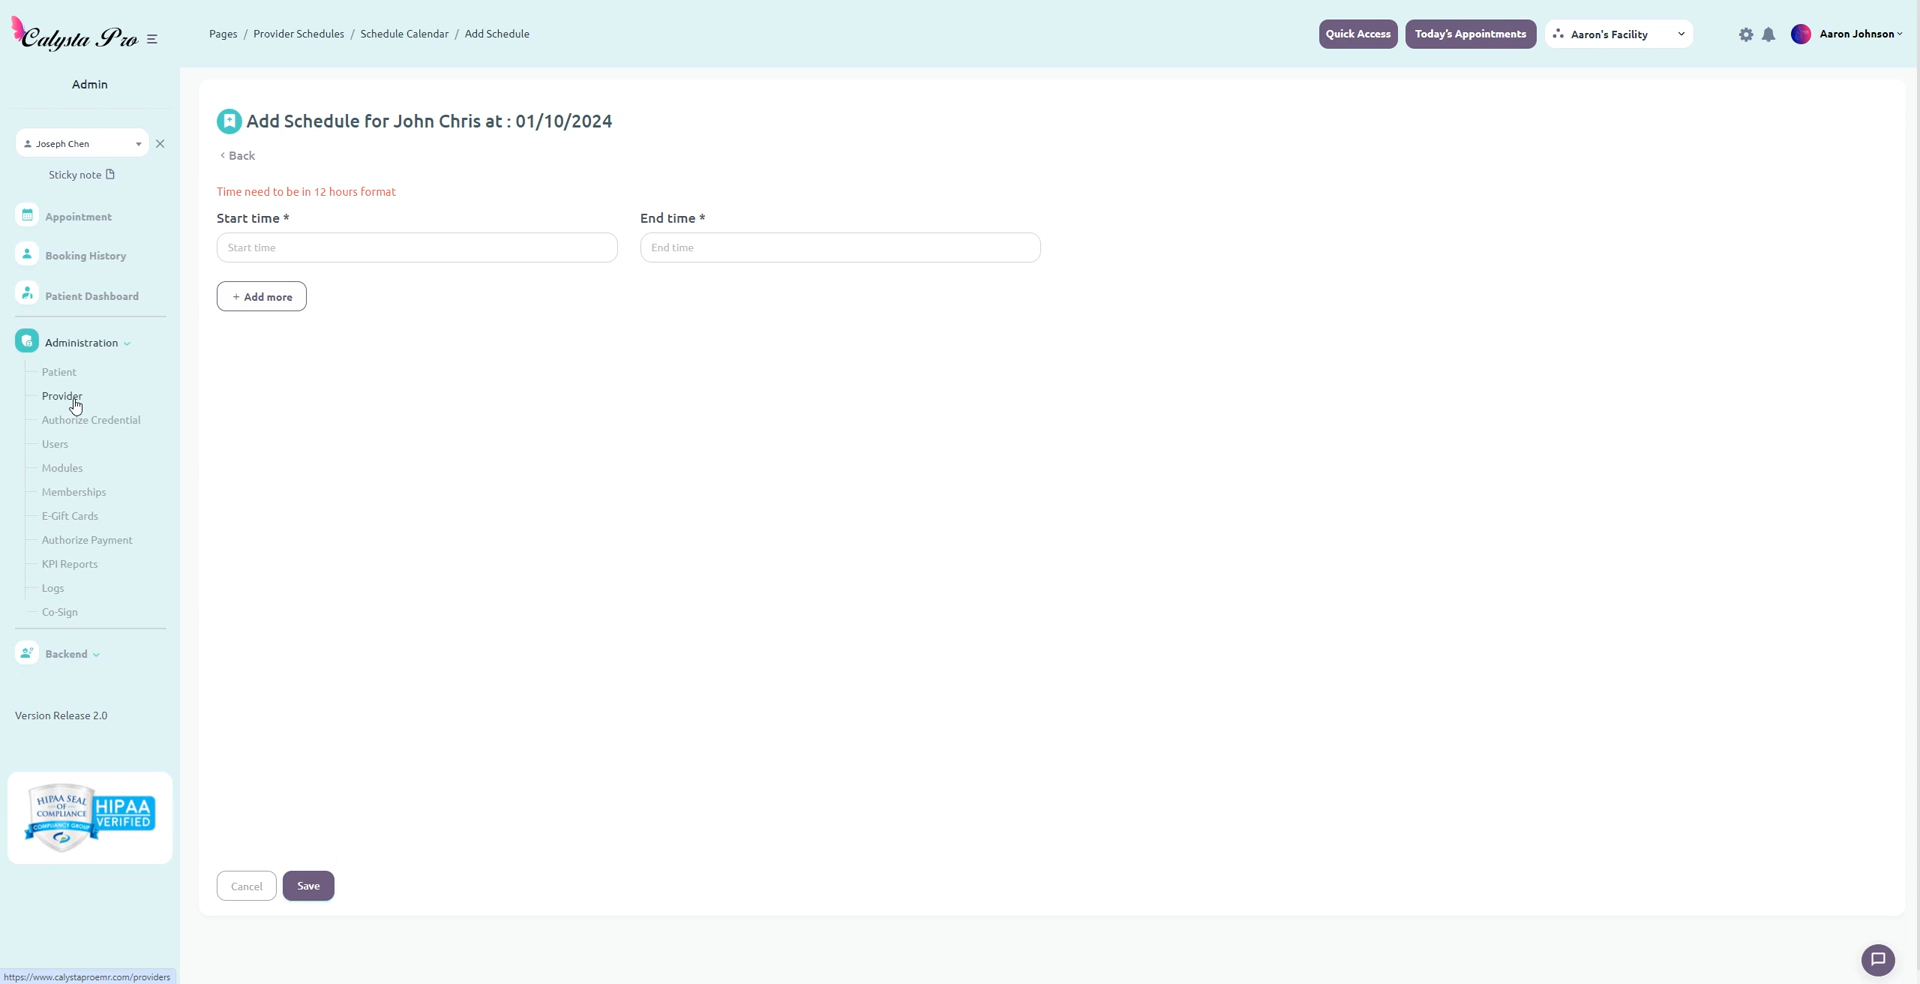 Calysta Pro
Pages / Provider Schedules / Schedule Calendar / Add Schedule
Quick Access
Today's Appointments
Aaron's Facility
Aaron Johnson
Admin
Joseph Chen
Sticky note
Appointment
Booking History
Patient Dashboard
Administration
Patient
Provider
Authorize Credential
Users
Modules
Memberships
E-Gift Cards
Authorize Payment
KPI Reports
Logs
Co-Sign
Backend
Version Release 2.0
HIPAA SEAL
OF
COMPLIANCE
COMPLIANCY GROUP
HIPAA
VERIFIED
https://www.calystaproemr.com/providers
Add Schedule for John Chris at : 01/10/2024
< Back
Time need to be in 12 hours format
Start time *
End time *
Start time
End time
+ Add more
Cancel
Save